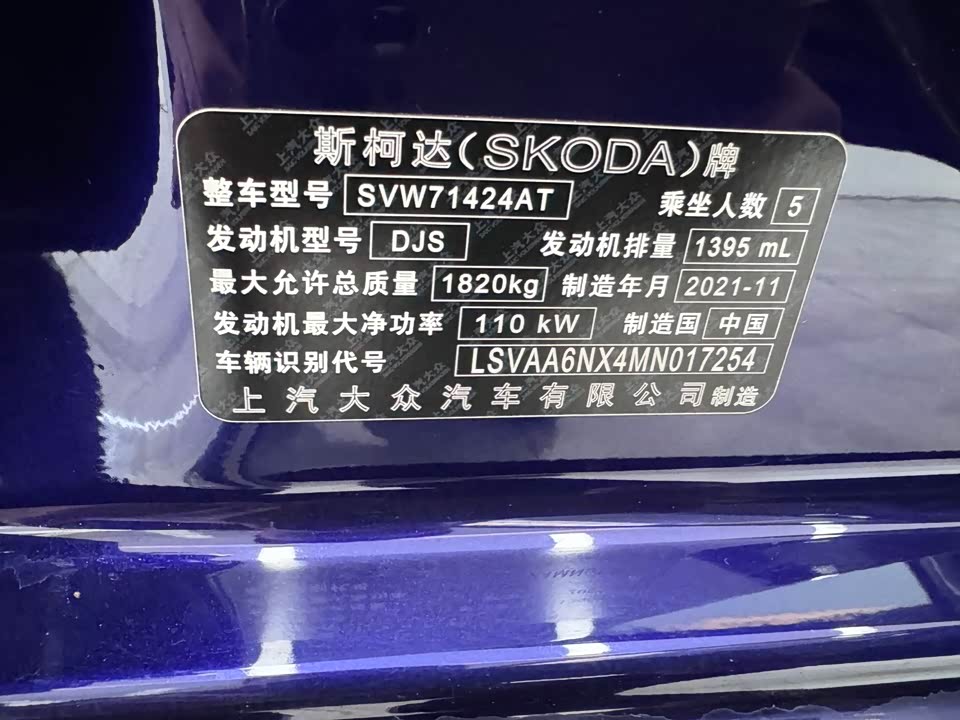 斯柯达(SKODA)牌
整车型号 SVW71424AT 乘坐人数 5
发动机型号 DJS 发动机排量 1395 mL
最大允许总质量 1820kg 制造年月 2021-11
发动机最大净功率 110 kW 制造国 中国
车辆识别代号 LSVAA6NX4MN017254
上汽大众汽车有限公司制造